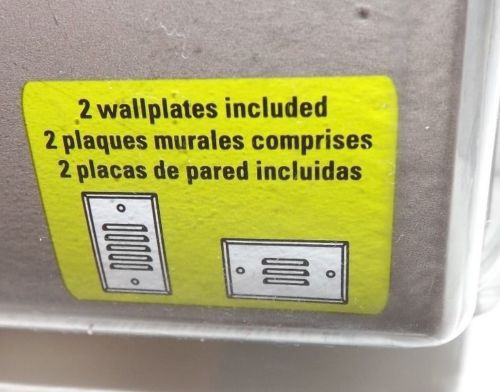 2 wallplates included
2 plaques murales comprises
2 placas de pared incluidas